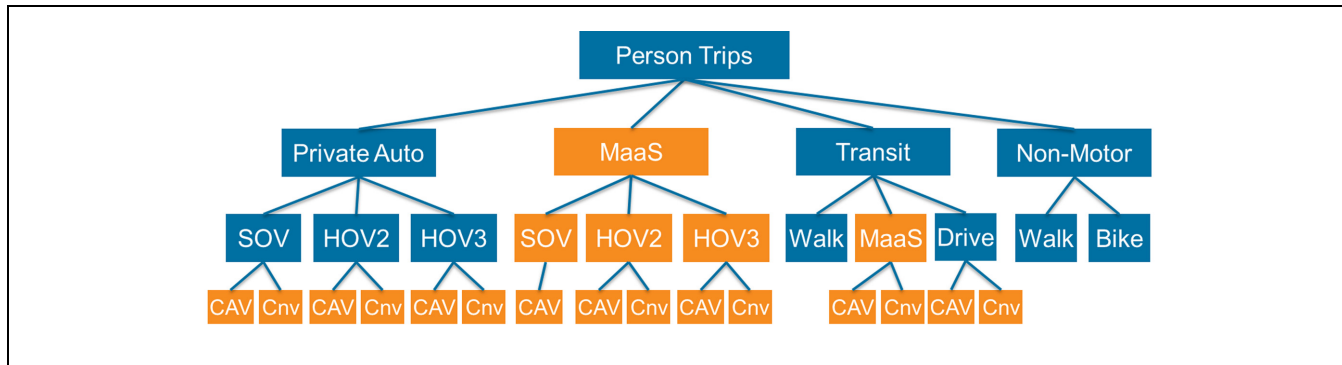 Person Trips
Private Auto MaaS Transit Non-Motor
SOV HOV2 HOV3 SOV HOV2 HOV3 Walk MaaS Drive Walk Bike
CAV Cnv CAV Cnv CAV Cnv CAV CAV Cnv CAV Cnv CAV Cnv CAV Cnv